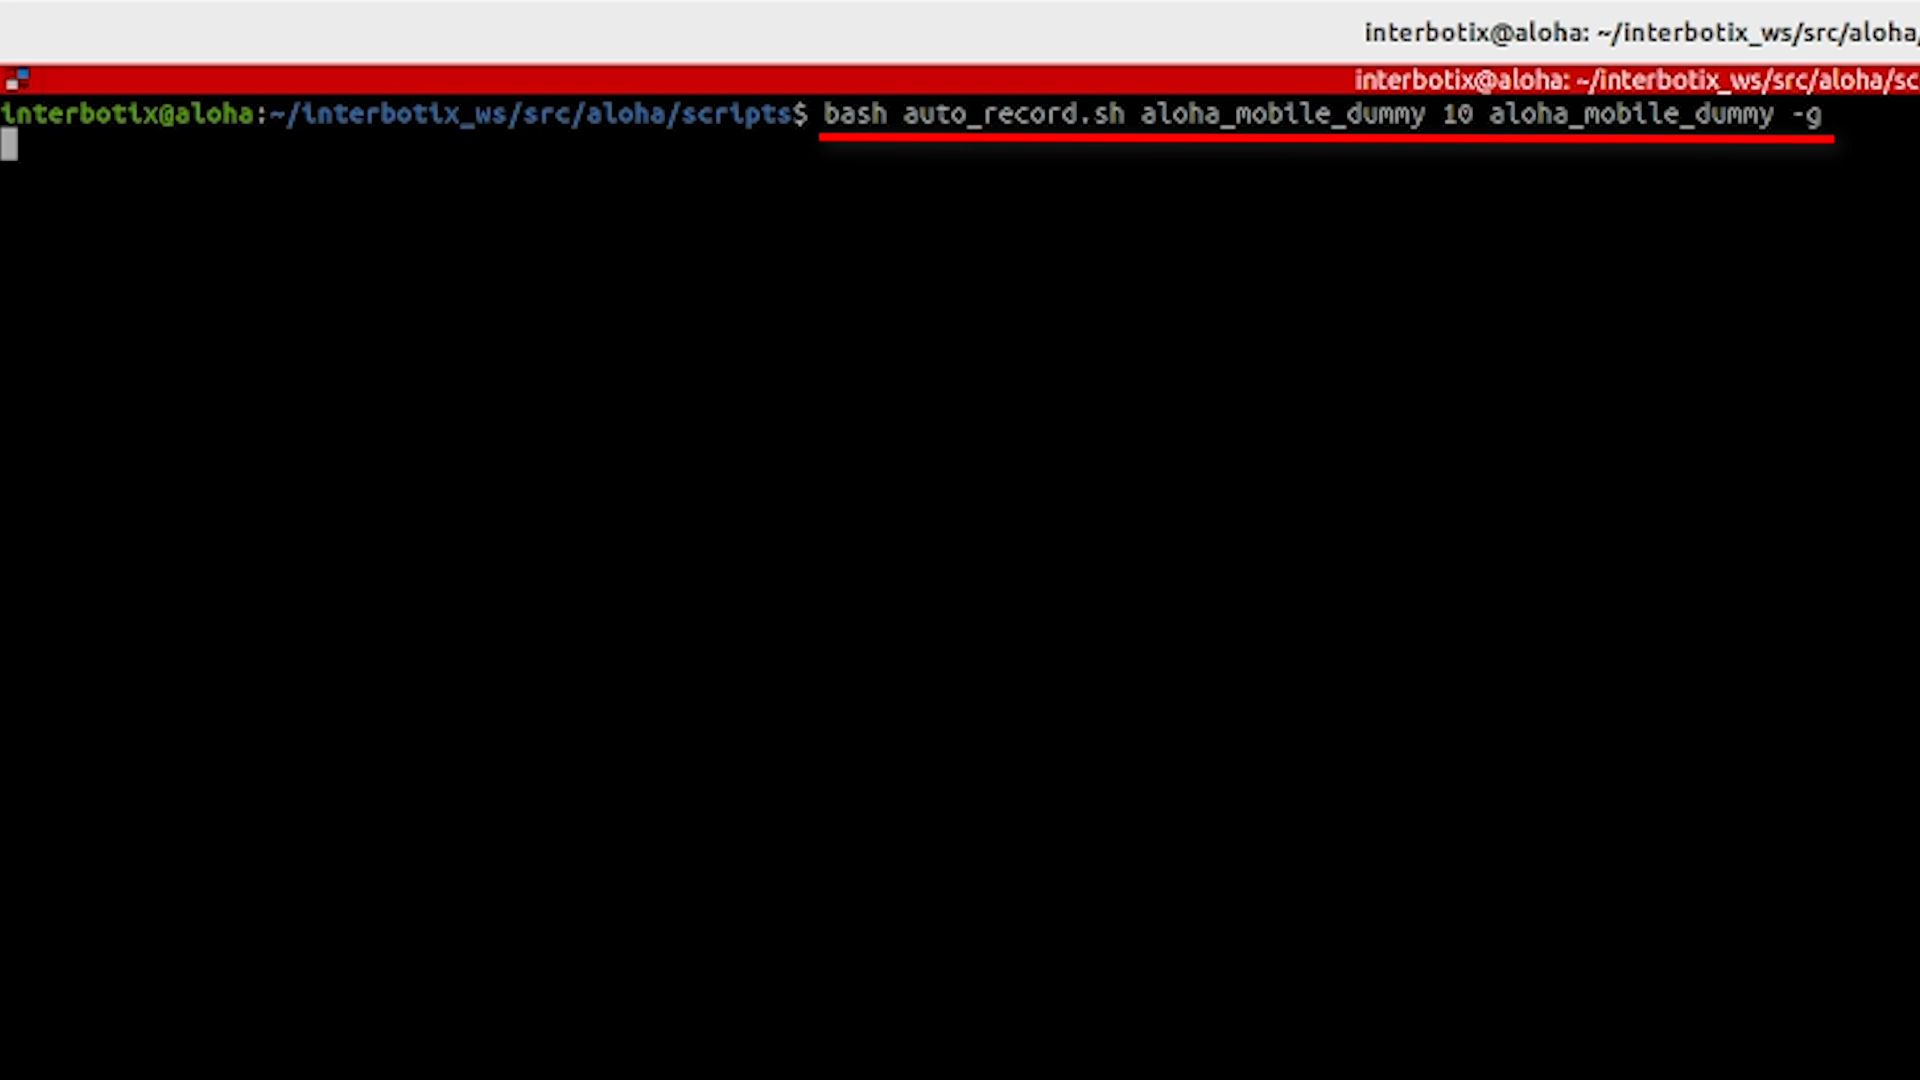 interbotix@aloha: ~/interbotix_ws/src/aloha/
interbotix@aloha: ~/interbotix_ws/src/aloha/sc
interbotix@aloha:~/interbotix_ws/src/aloha/scripts$ bash auto_record.sh aloha_mobile_dummy 10 aloha_mobile_dummy -g